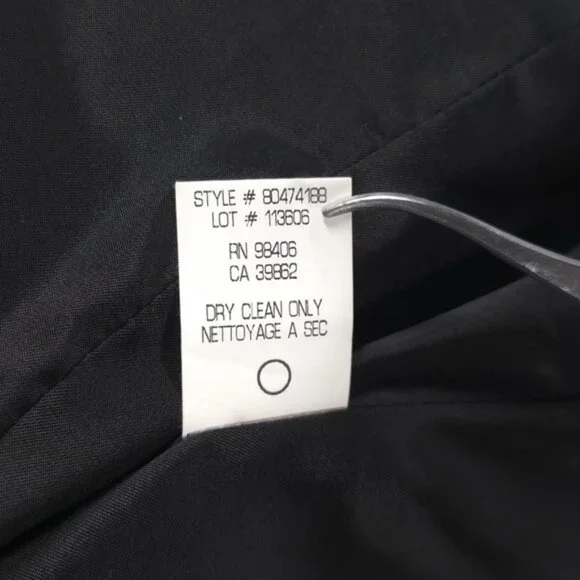 STYLE # 80474188
LOT # 113606
RN 98406
CA 39862
DRY CLEAN ONLY
NETTOYAGE A SEC